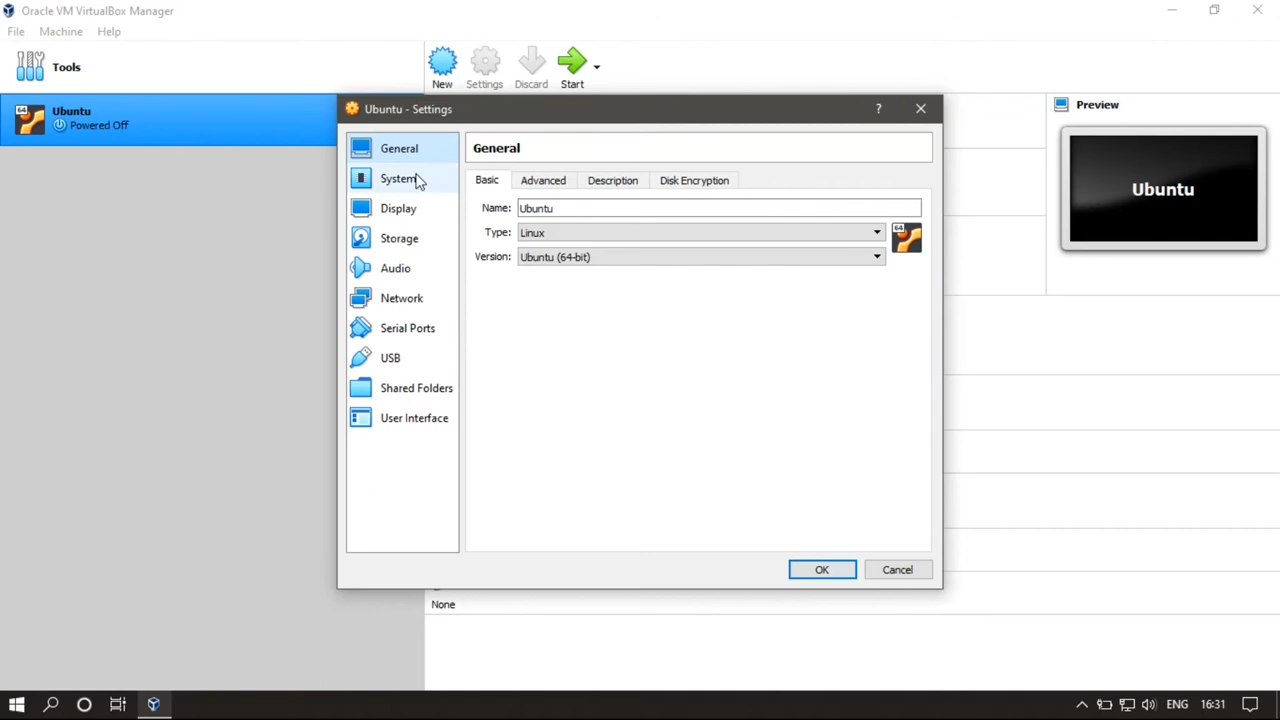 Oracle VM VirtualBox Manager
File Machine Help
Tools
New Settings Discard Start
64
Ubuntu
Powered Off
Preview
Ubuntu
Ubuntu - Settings
?
General
System
Display
Storage
Audio
Network
Serial Ports
USB
Shared Folders
User Interface
General
Basic Advanced Description Disk Encryption
Name: Ubuntu
Type: Linux
64
Version: Ubuntu (64-bit)
OK Cancel
None
ENG 16:31